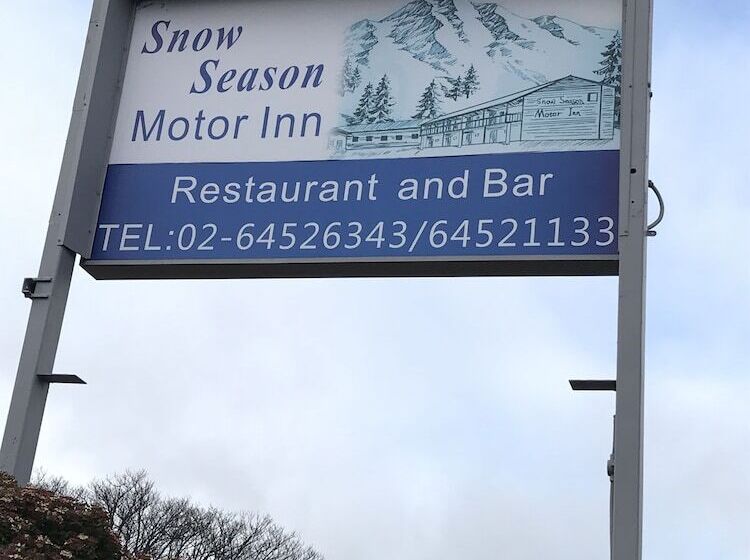 Snow
Season
Motor Inn
Snow Season
Motor Inn
Restaurant and Bar
TEL:02-64526343/64521133